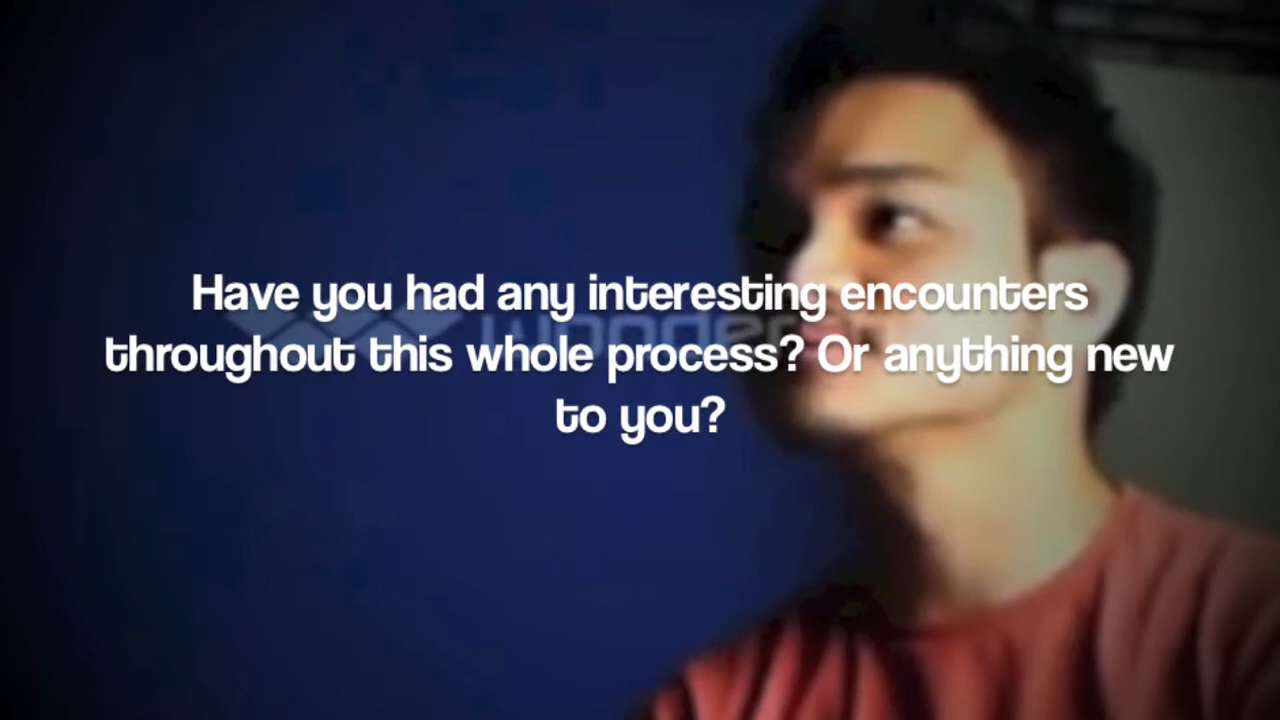 Have you had any interesting encounters
throughout this whole process? Or anything new
to you?